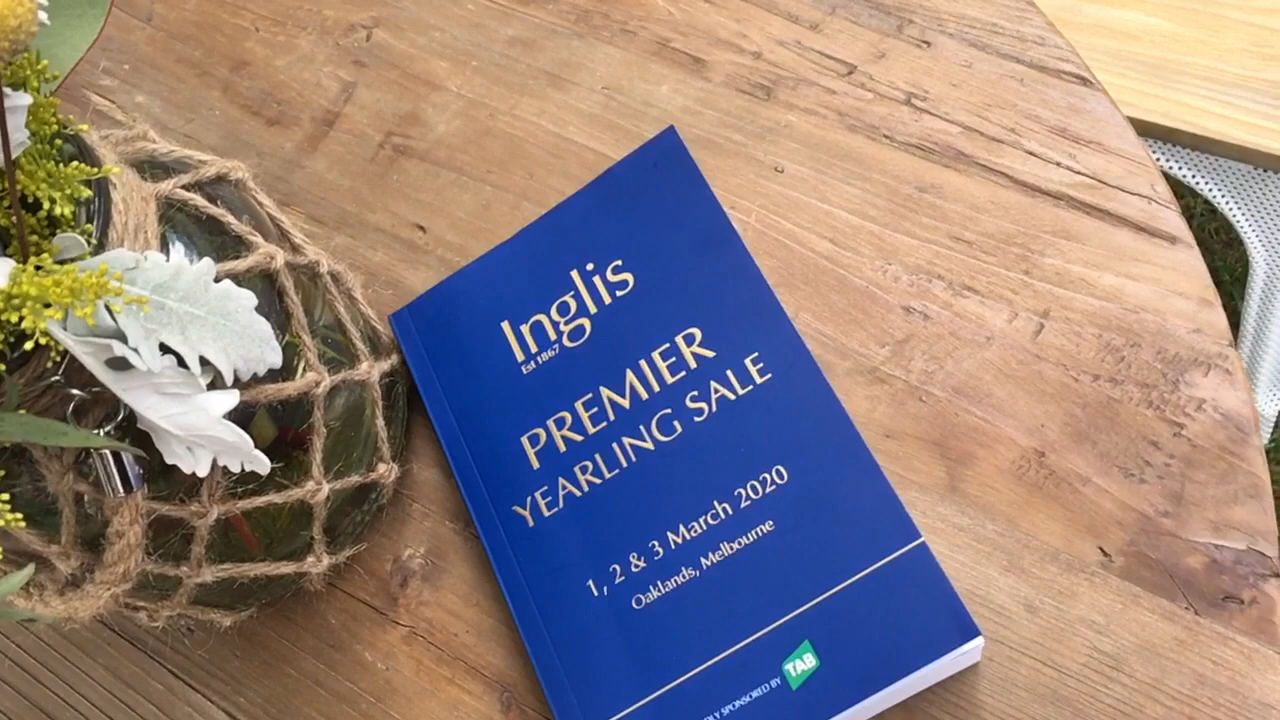 Inglis
Est 1867
PREMIER
YEARLING SALE
1, 2 & 3 March 2020
Oaklands, Melbourne
SPONSORED BY TAB